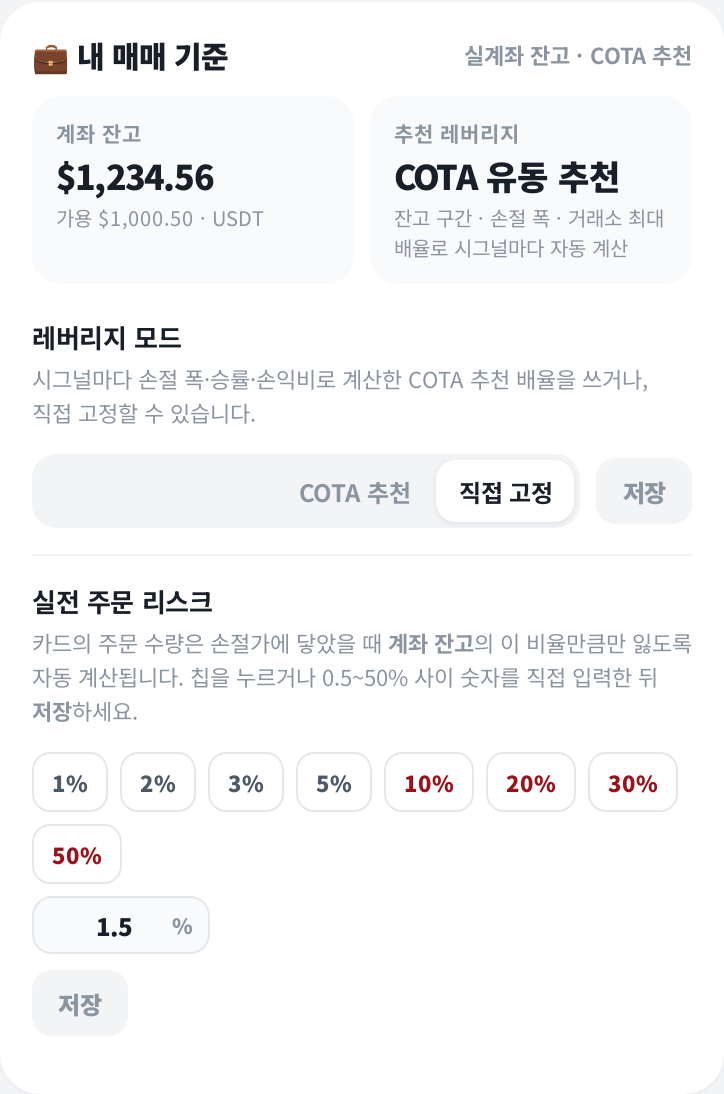 💼 내 매매 기준
실계좌 잔고 · COTA 추천
계좌 잔고
$1,234.56
가용 $1,000.50 · USDT
추천 레버리지
COTA 유동 추천
잔고 구간 · 손절 폭 · 거래소 최대
배율로 시그널마다 자동 계산
레버리지 모드
시그널마다 손절 폭·승률·손익비로 계산한 COTA 추천 배율을 쓰거나,
직접 고정할 수 있습니다.
COTA 추천
직접 고정
저장
실전 주문 리스크
카드의 주문 수량은 손절가에 닿았을 때 계좌 잔고의 이 비율만큼만 잃도록
자동 계산됩니다. 칩을 누르거나 0.5~50% 사이 숫자를 직접 입력한 뒤
저장하세요.
1% 2% 3% 5% 10% 20% 30%
50%
1.5 %
저장